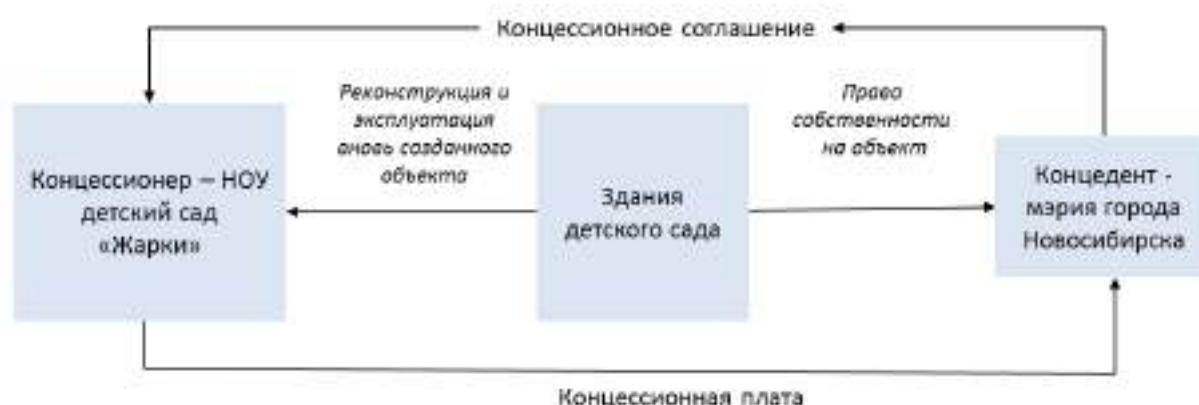 Концессионное соглашение
Реконструкция и
эксплуатация
вновь созданного
объекта
Право
собственности
на объект
Концессионер – НОУ
детский сад
«Жарки»
Здания
детского сада
Концедент -
мэрия города
Новосибирска
Концессионная плата